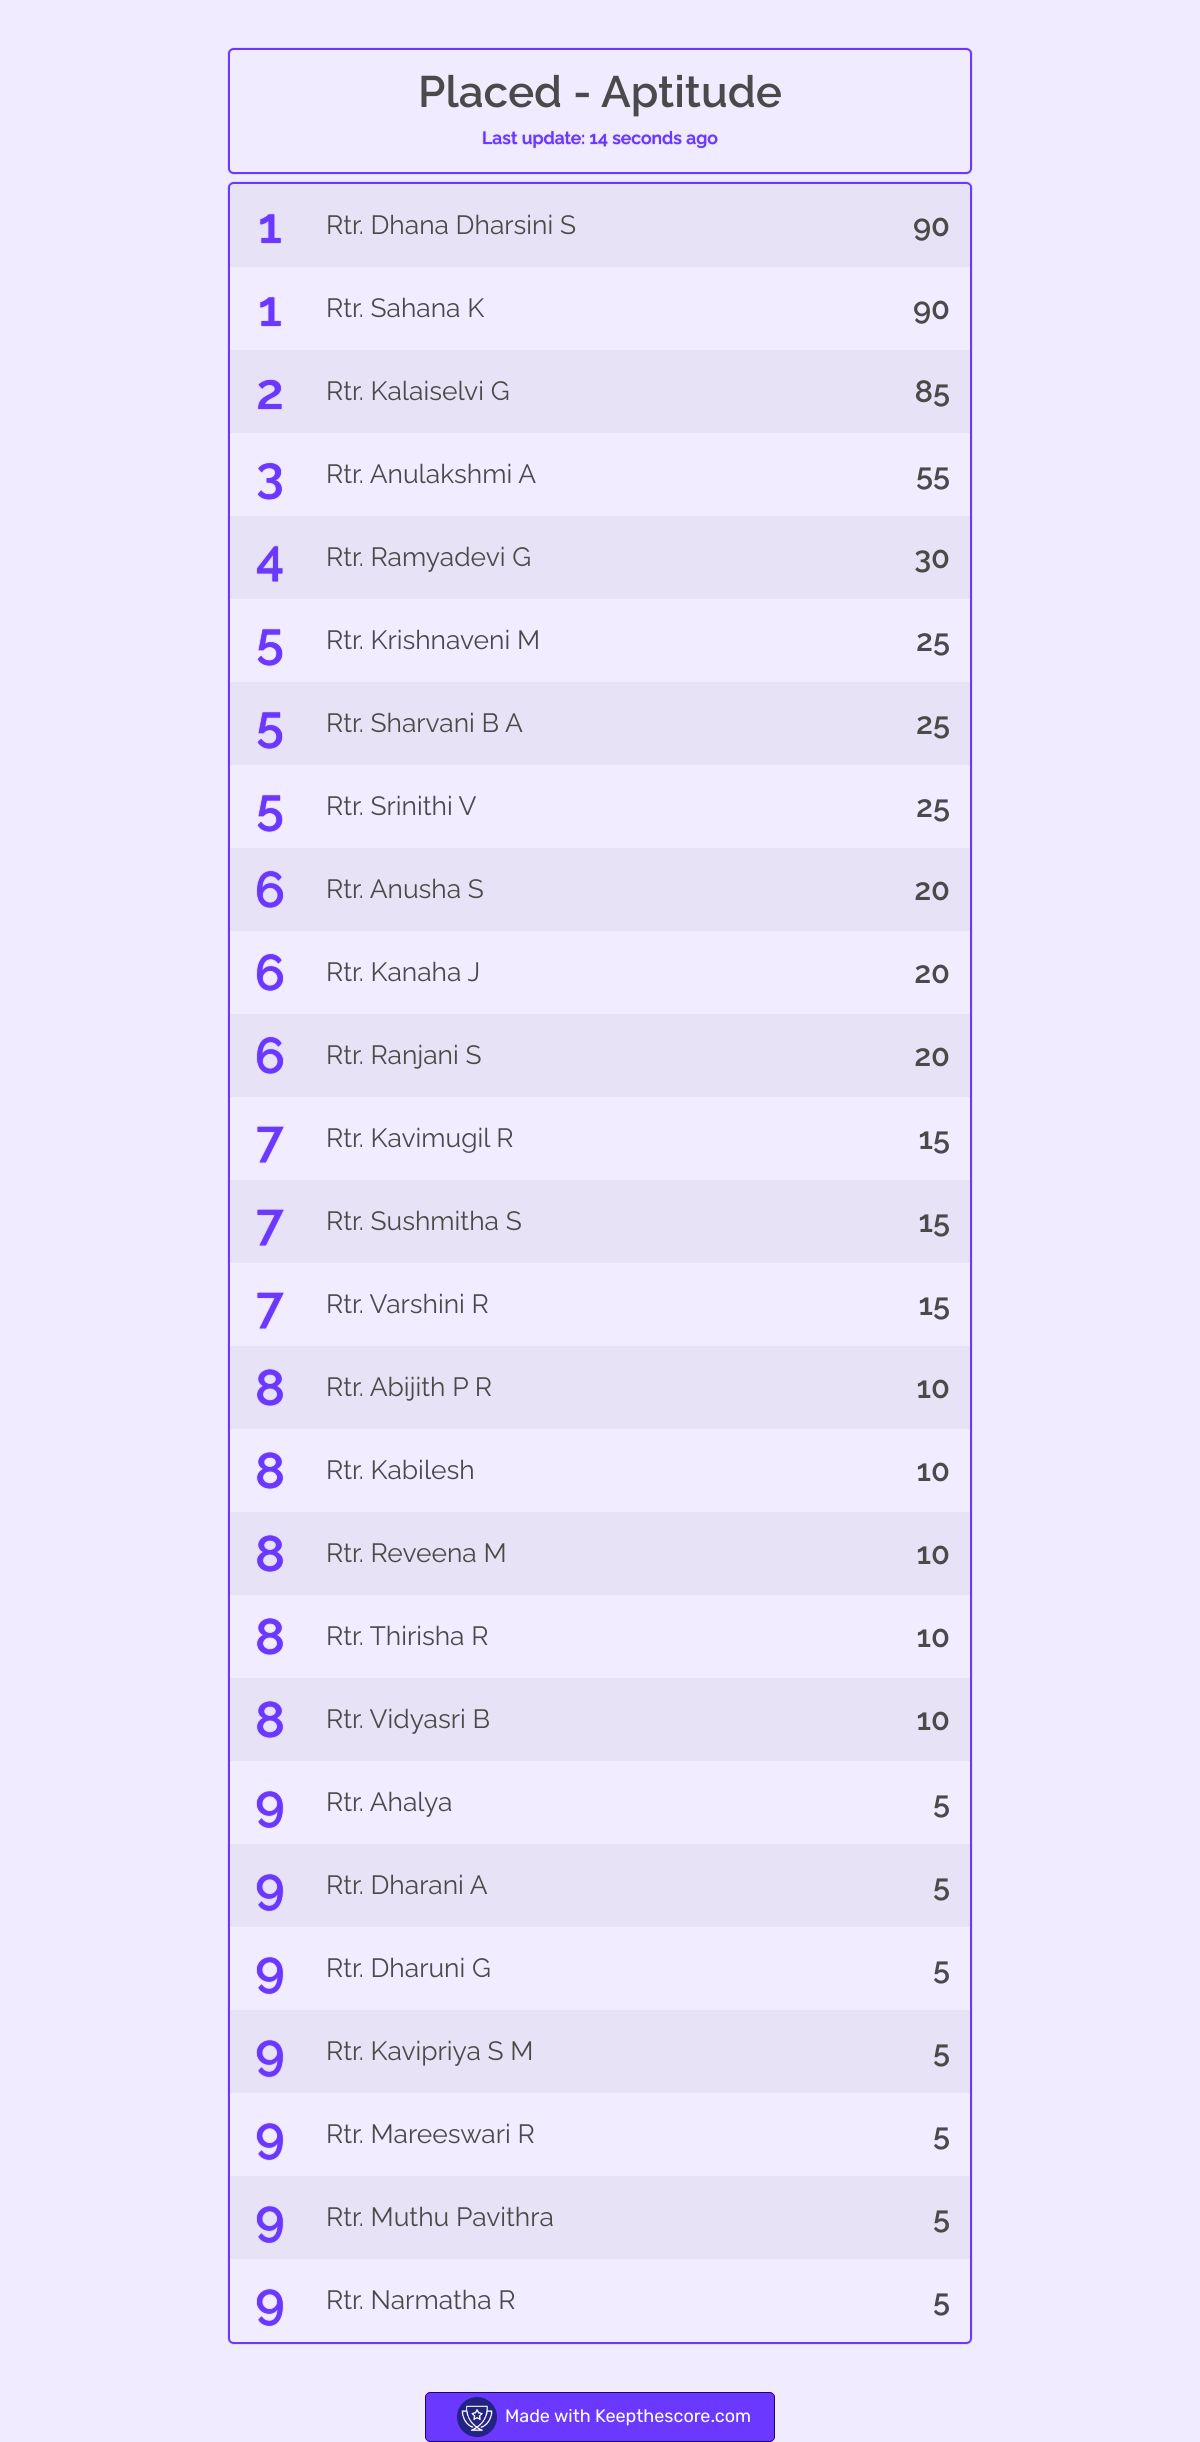 Placed - Aptitude
Last update: 14 seconds ago
1 Rtr. Dhana Dharsini S 90
1 Rtr. Sahana K 90
2 Rtr. Kalaiselvi G 85
3 Rtr. Anulakshmi A 55
4 Rtr. Ramyadevi G 30
5 Rtr. Krishnaveni M 25
5 Rtr. Sharvani B A 25
5 Rtr. Srinithi V 25
6 Rtr. Anusha S 20
6 Rtr. Kanaha J 20
6 Rtr. Ranjani S 20
7 Rtr. Kavimugil R 15
7 Rtr. Sushmitha S 15
7 Rtr. Varshini R 15
8 Rtr. Abijith P R 10
8 Rtr. Kabilesh 10
8 Rtr. Reveena M 10
8 Rtr. Thirisha R 10
8 Rtr. Vidyasri B 10
9 Rtr. Ahalya 5
9 Rtr. Dharani A 5
9 Rtr. Dharuni G 5
9 Rtr. Kavipriya S M 5
9 Rtr. Mareeswari R 5
9 Rtr. Muthu Pavithra 5
9 Rtr. Narmatha R 5
Made with Keepthescore.com